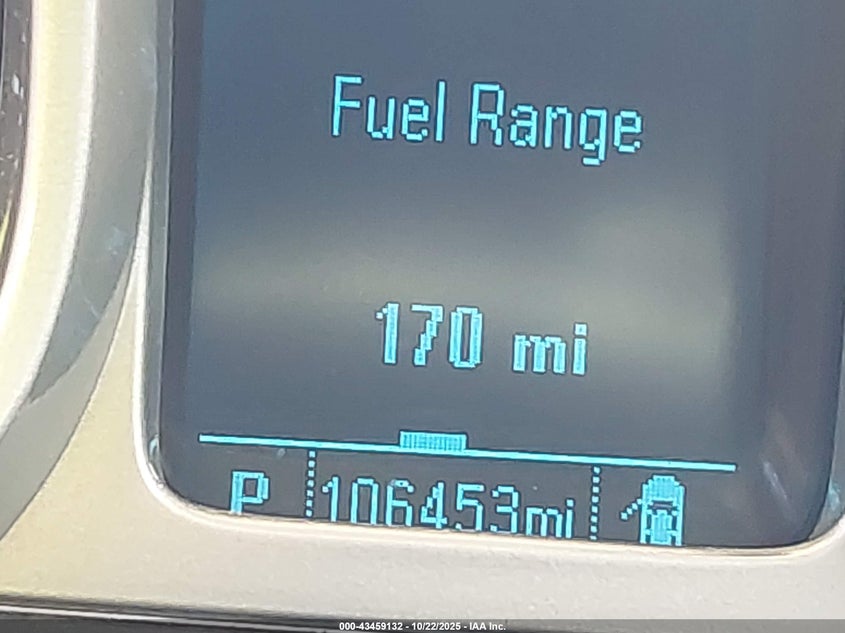 Fuel Range
170 mi
P 106453mi
000-43459132 - 10/22/2025 - IAA Inc.